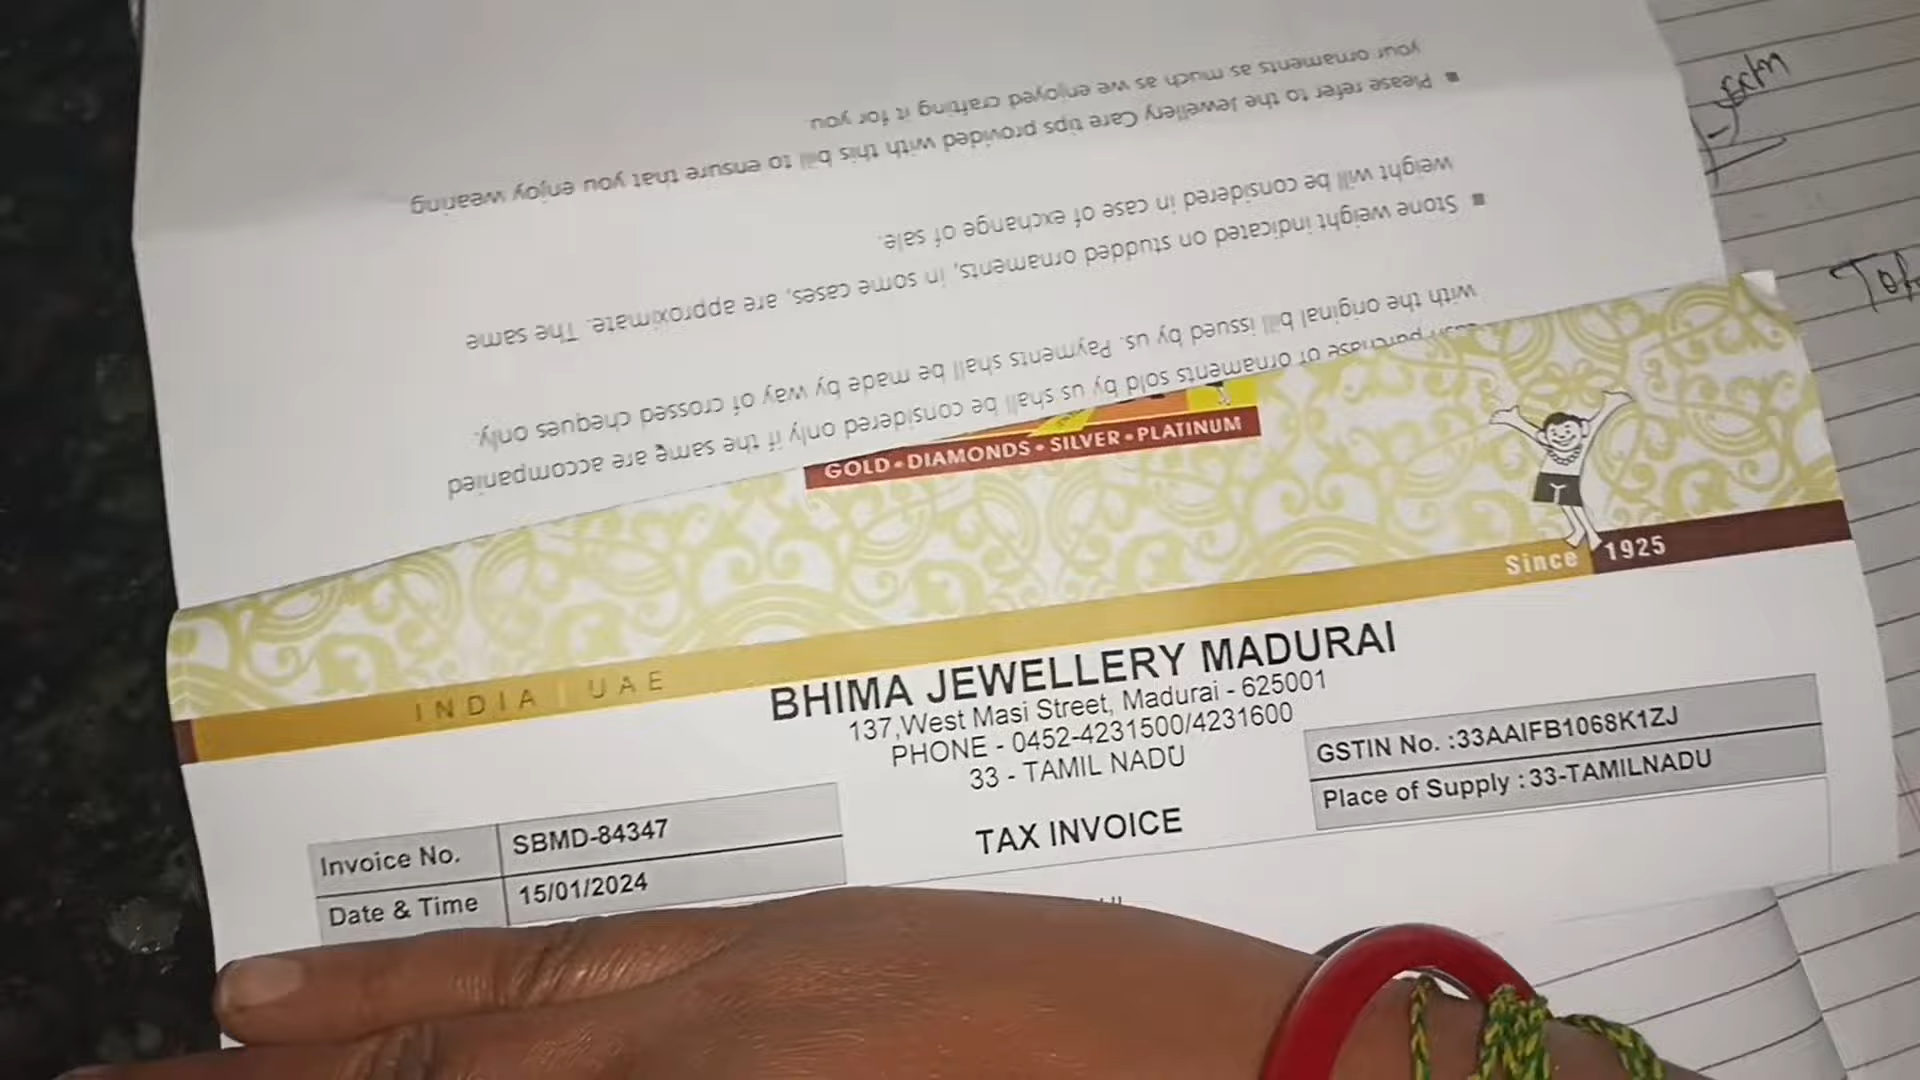 with the original bill issued by us. Payments shall be made by way of crossed cheques only.
purchase of ornaments sold by us shall be considered only if the same are accompanied
■ Stone weight indicated on studded ornaments, in some cases, are approximate. The same
weight will be considered in case of exchange of sale.
■ Please refer to the Jewellery Care tips provided with this bill to ensure that you enjoy wearing
your ornaments as much as we enjoyed crafting it for you.
GOLD • DIAMONDS • SILVER • PLATINUM
Since 1925
INDIA | UAE
BHIMA JEWELLERY MADURAI
137,West Masi Street, Madurai - 625001
PHONE - 0452-4231500/4231600
33 - TAMIL NADU
GSTIN No. :33AAIFB1068K1ZJ
Place of Supply : 33-TAMILNADU
TAX INVOICE
Invoice No. SBMD-84347
Date & Time 15/01/2024